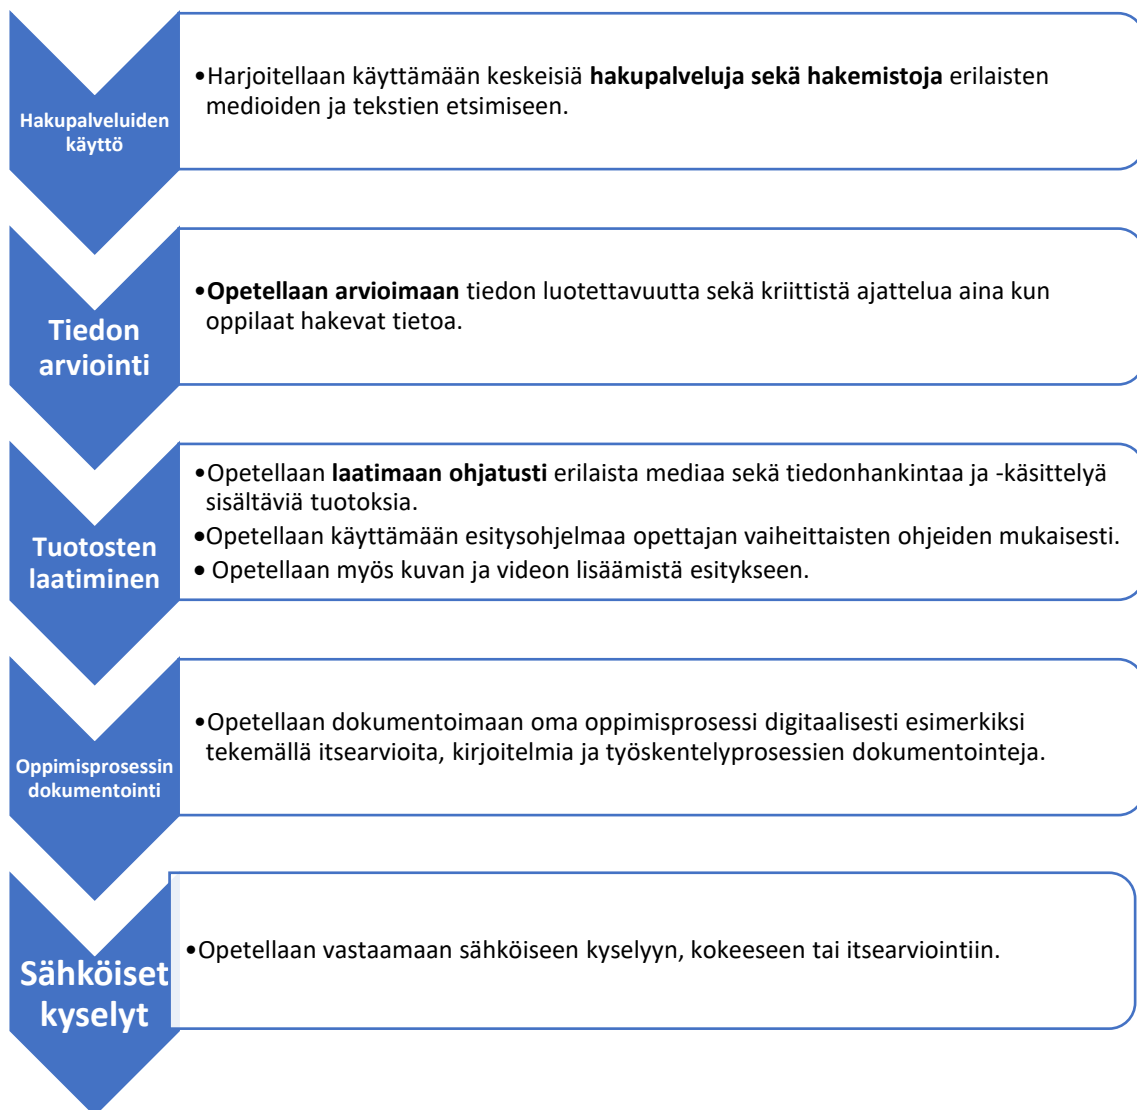 Hakupalveluiden
käyttö
•Harjoitellaan käyttämään keskeisiä hakupalveluja sekä hakemistoja erilaisten
medioiden ja tekstien etsimiseen.
Tiedon
arviointi
•Opetellaan arvioimaan tiedon luotettavuutta sekä kriittistä ajattelua aina kun
oppilaat hakevat tietoa.
Tuotosten
laatiminen
•Opetellaan laatimaan ohjatusti erilaista mediaa sekä tiedonhankintaa ja -käsittelyä
sisältäviä tuotoksia.
•Opetellaan käyttämään esitysohjelmaa opettajan vaiheittaisten ohjeiden mukaisesti.
• Opetellaan myös kuvan ja videon lisäämistä esitykseen.
Oppimisprosessin
dokumentointi
•Opetellaan dokumentoimaan oma oppimisprosessi digitaalisesti esimerkiksi
tekemällä itsearvioita, kirjoitelmia ja työskentelyprosessien dokumentointeja.
Sähköiset
kyselyt
•Opetellaan vastaamaan sähköiseen kyselyyn, kokeeseen tai itsearviointiin.